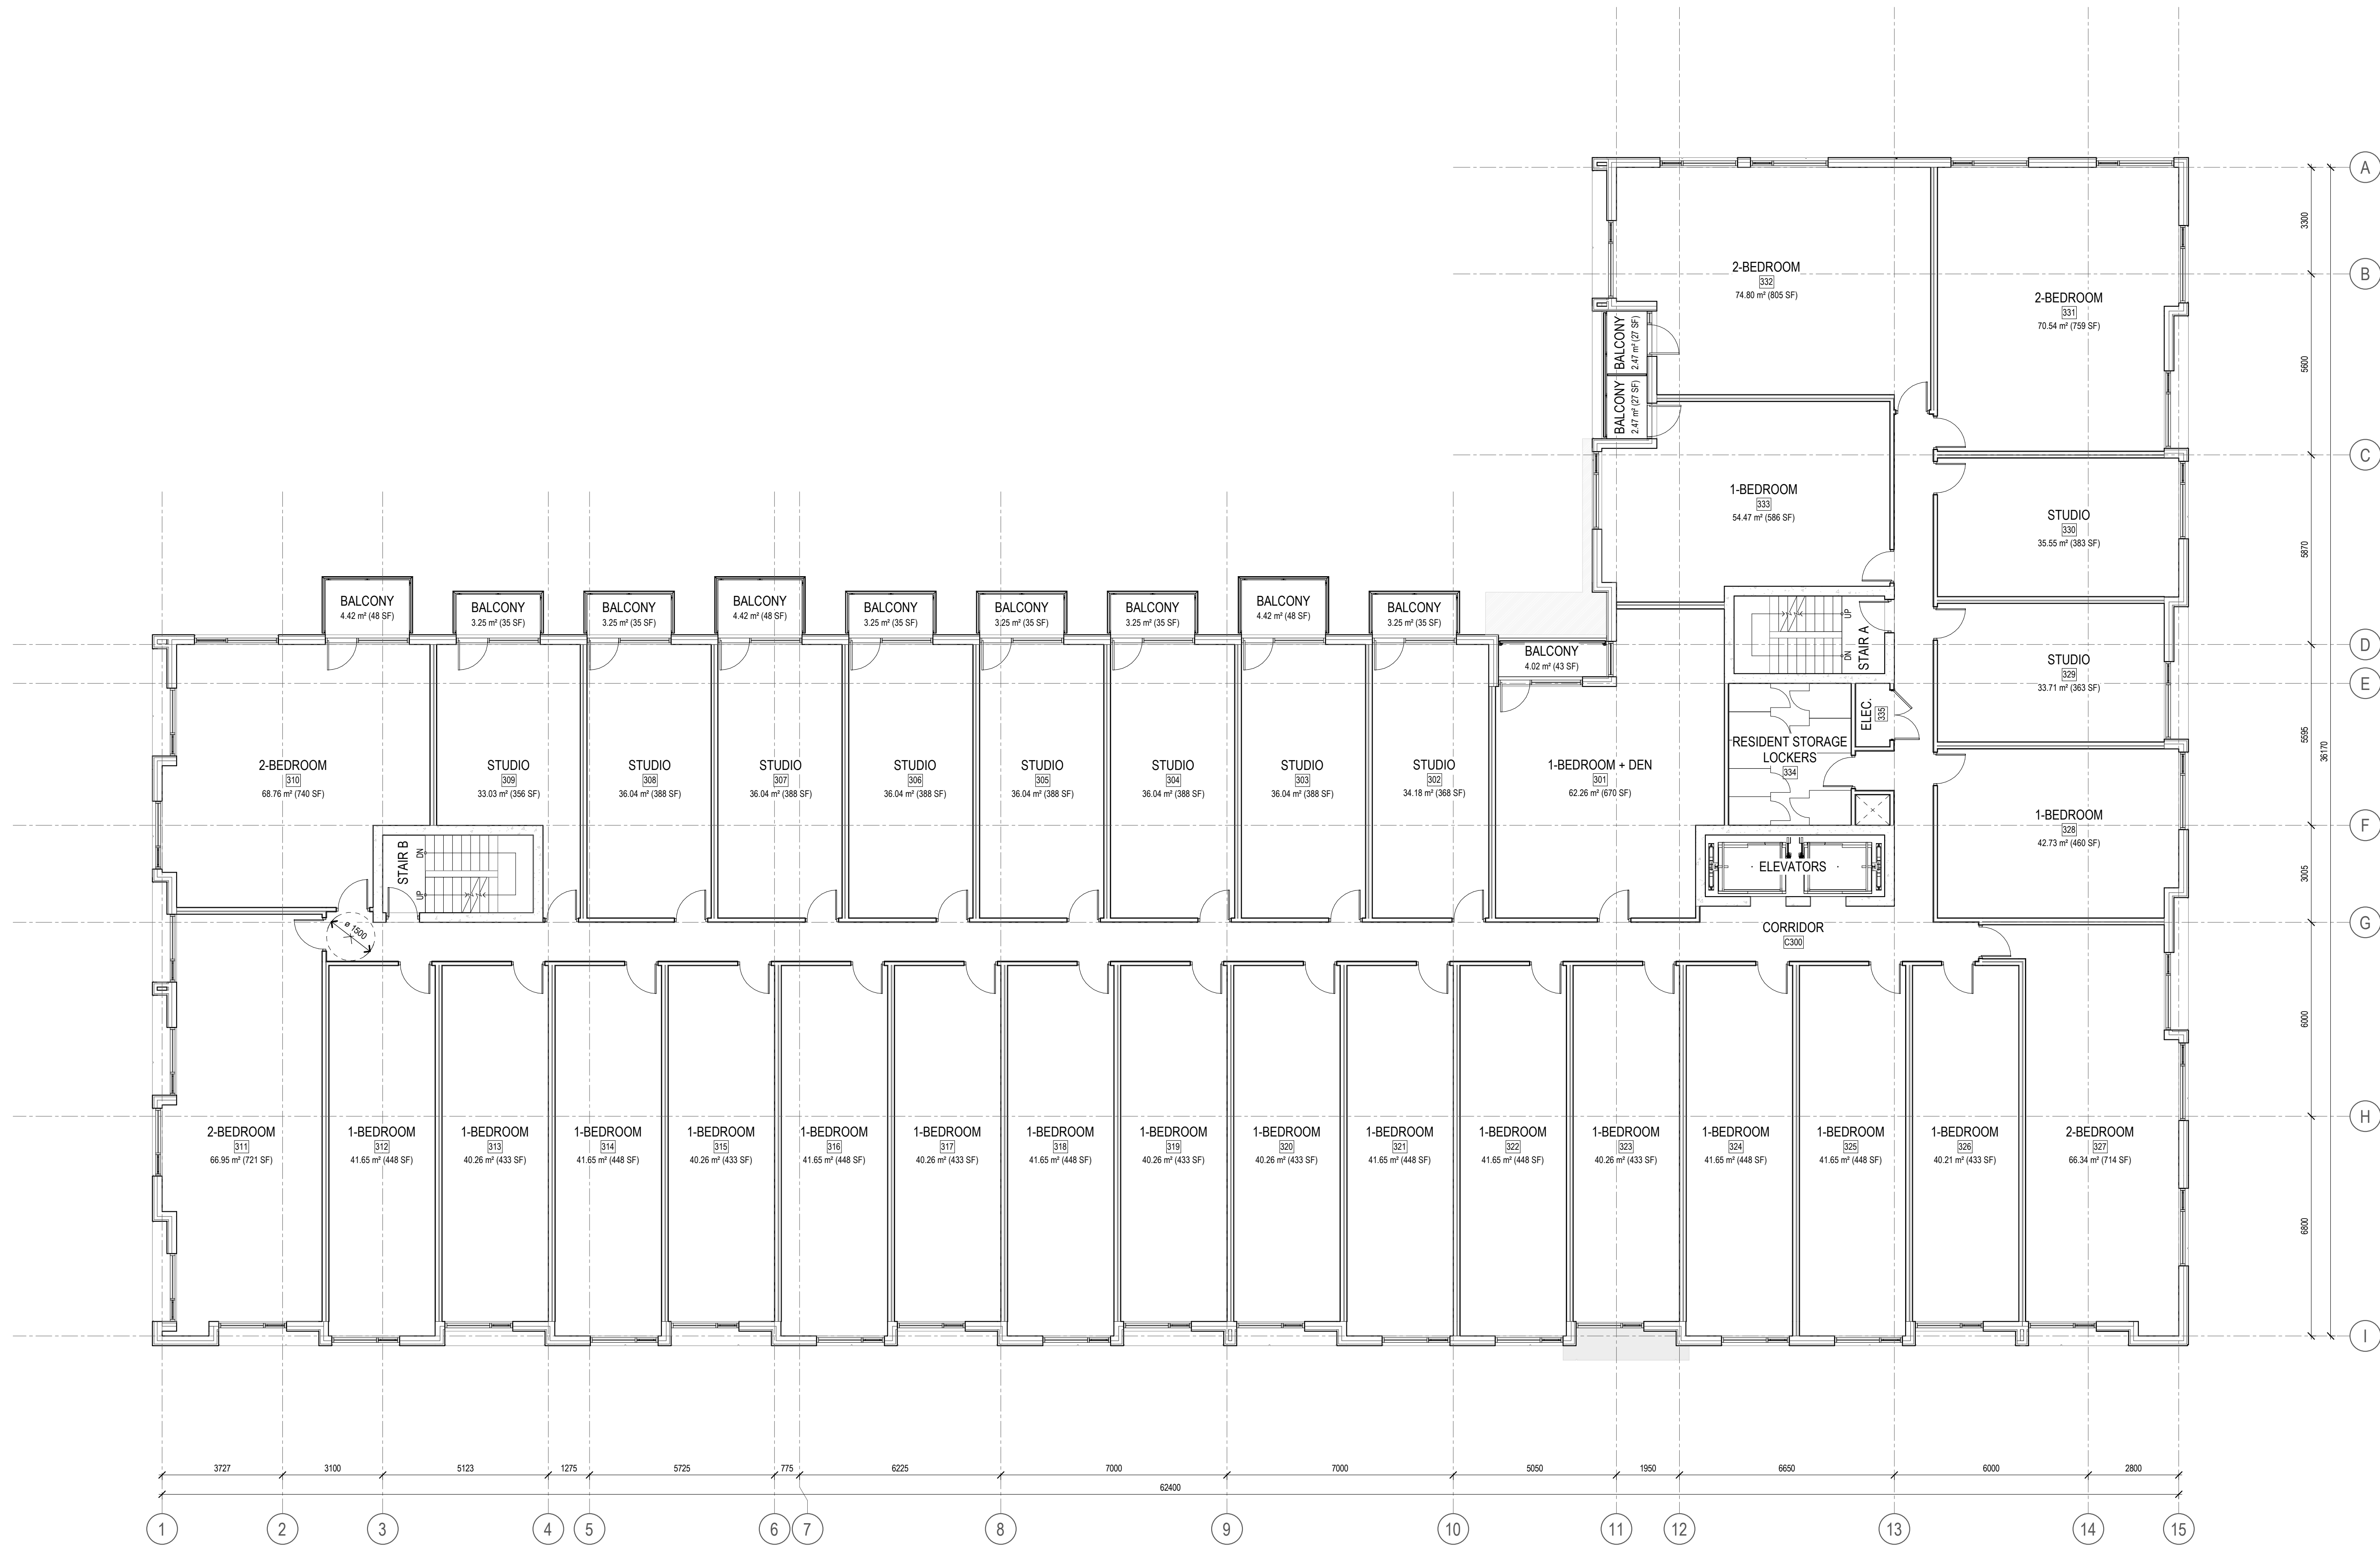 A
3300
2-BEDROOM
332
74.80 m² (805 SF)
B
2-BEDROOM
331
70.54 m² (759 SF)
36170
BALCONY
2.47 m² (27 SF)
5600
BALCONY
2.47 m² (27 SF)
C
1-BEDROOM
333
54.47 m² (586 SF)
STUDIO
330
35.55 m² (383 SF)
5870
BALCONY
4.42 m² (48 SF)
BALCONY
3.25 m² (35 SF)
BALCONY
3.25 m² (35 SF)
BALCONY
4.42 m² (48 SF)
BALCONY
3.25 m² (35 SF)
BALCONY
3.25 m² (35 SF)
BALCONY
3.25 m² (35 SF)
BALCONY
4.42 m² (48 SF)
BALCONY
3.25 m² (35 SF)
BALCONY
4.02 m² (43 SF)
UP
DN
STAIR A
D
STUDIO
329
33.71 m² (363 SF)
E
ELEC.
335
5595
2-BEDROOM
310
68.76 m² (740 SF)
STUDIO
309
33.03 m² (356 SF)
STUDIO
308
36.04 m² (388 SF)
STUDIO
307
36.04 m² (388 SF)
STUDIO
306
36.04 m² (388 SF)
STUDIO
305
36.04 m² (388 SF)
STUDIO
304
36.04 m² (388 SF)
STUDIO
303
36.04 m² (388 SF)
STUDIO
302
34.18 m² (368 SF)
1-BEDROOM + DEN
301
62.26 m² (670 SF)
RESIDENT STORAGE
LOCKERS
334
1-BEDROOM
328
42.73 m² (460 SF)
F
STAIR B
DN
UP
ELEVATORS
3005
ø 1500
CORRIDOR
C300
G
6000
H
2-BEDROOM
311
66.95 m² (721 SF)
1-BEDROOM
312
41.65 m² (448 SF)
1-BEDROOM
313
40.26 m² (433 SF)
1-BEDROOM
314
41.65 m² (448 SF)
1-BEDROOM
315
40.26 m² (433 SF)
1-BEDROOM
316
41.65 m² (448 SF)
1-BEDROOM
317
40.26 m² (433 SF)
1-BEDROOM
318
41.65 m² (448 SF)
1-BEDROOM
319
40.26 m² (433 SF)
1-BEDROOM
320
40.26 m² (433 SF)
1-BEDROOM
321
41.65 m² (448 SF)
1-BEDROOM
322
41.65 m² (448 SF)
1-BEDROOM
323
40.26 m² (433 SF)
1-BEDROOM
324
41.65 m² (448 SF)
1-BEDROOM
325
41.65 m² (448 SF)
1-BEDROOM
326
40.21 m² (433 SF)
2-BEDROOM
327
66.34 m² (714 SF)
6800
I
3727 3100 5123 1275 5725 775 6225 7000 7000 5050 1950 6650 6000 2800
62400
1 2 3 4 5 6 7 8 9 10 11 12 13 14 15